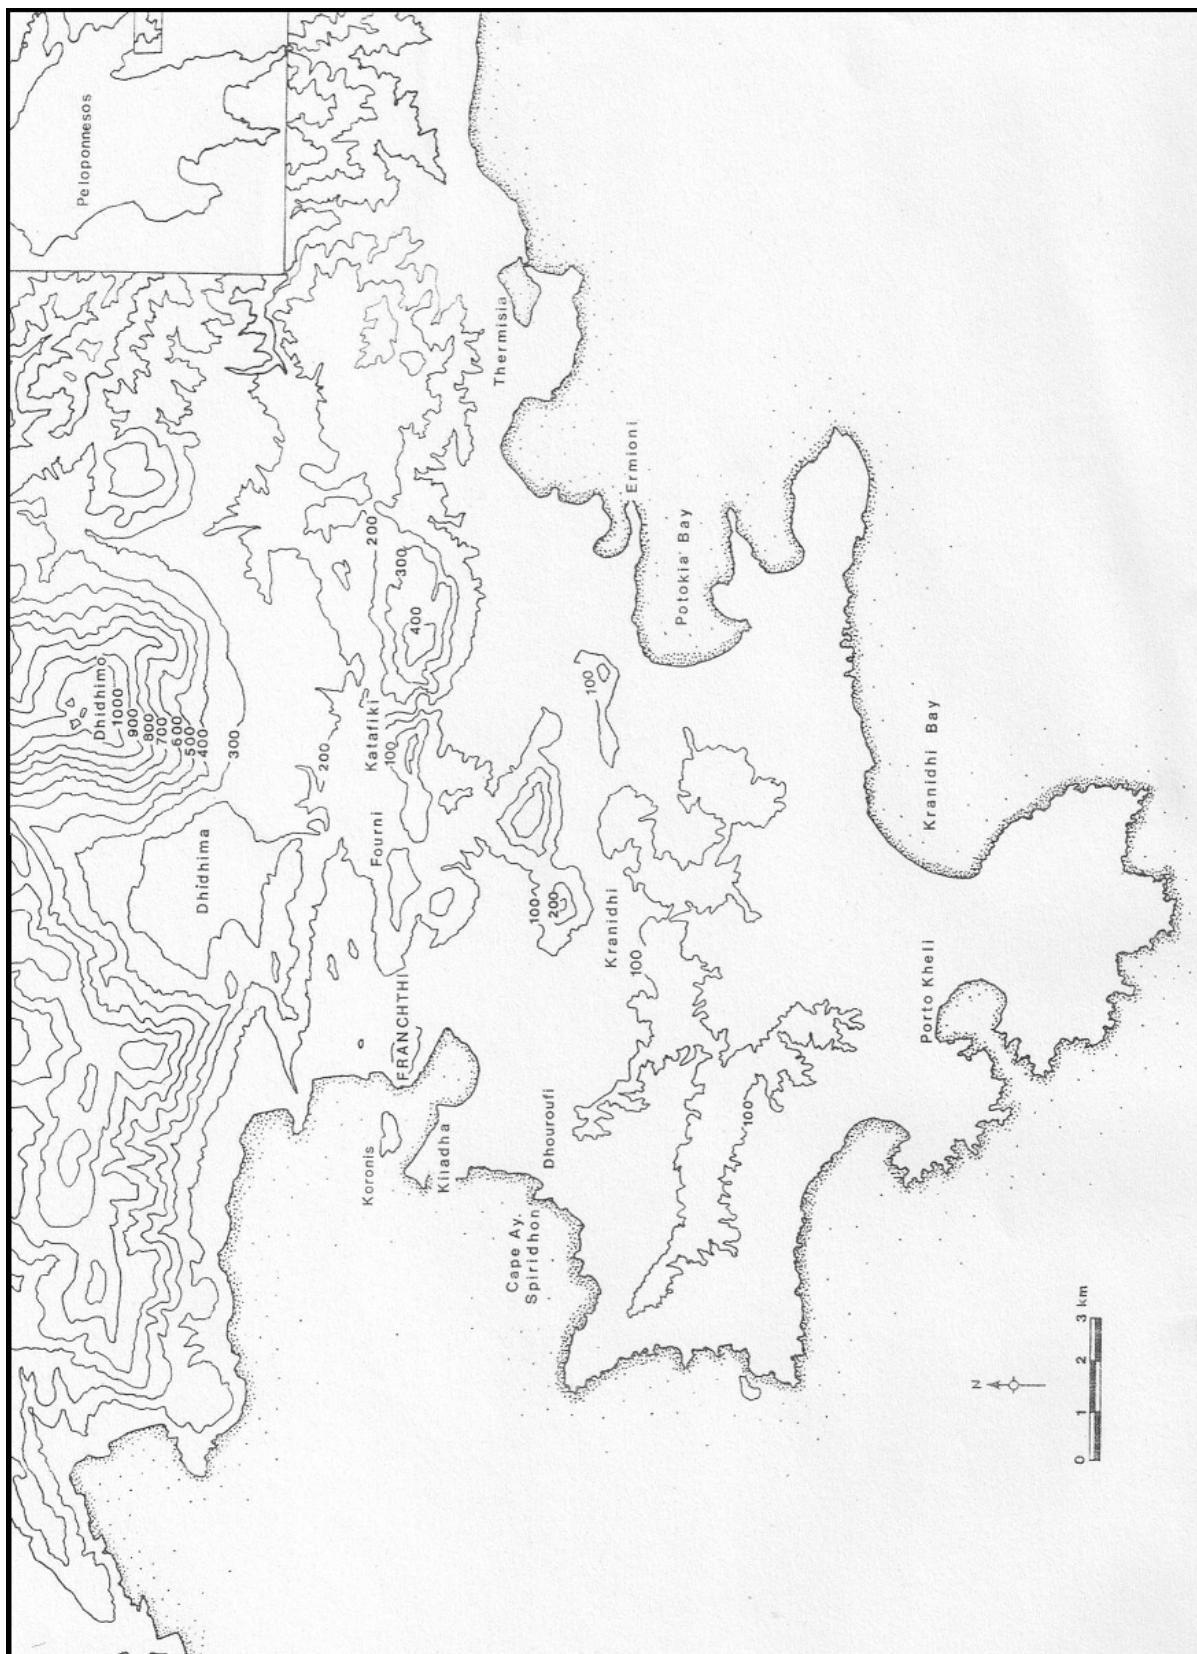 Peloponnesos
Dhidhimo
1000
900
800
700
600
500
400
300
Dhidhima
200
Katafiki
100
Fourni
200
300
400
FRANCHTHI
Koronis
Kiladha
Thermisia
Cape Ay.
Spiridhon
Dhouroufi
100
200
100
Ermioni
Kranidhi
100
Potokia Bay
100
Kranidhi Bay
Porto Kheli
N
0 1 2 3 km